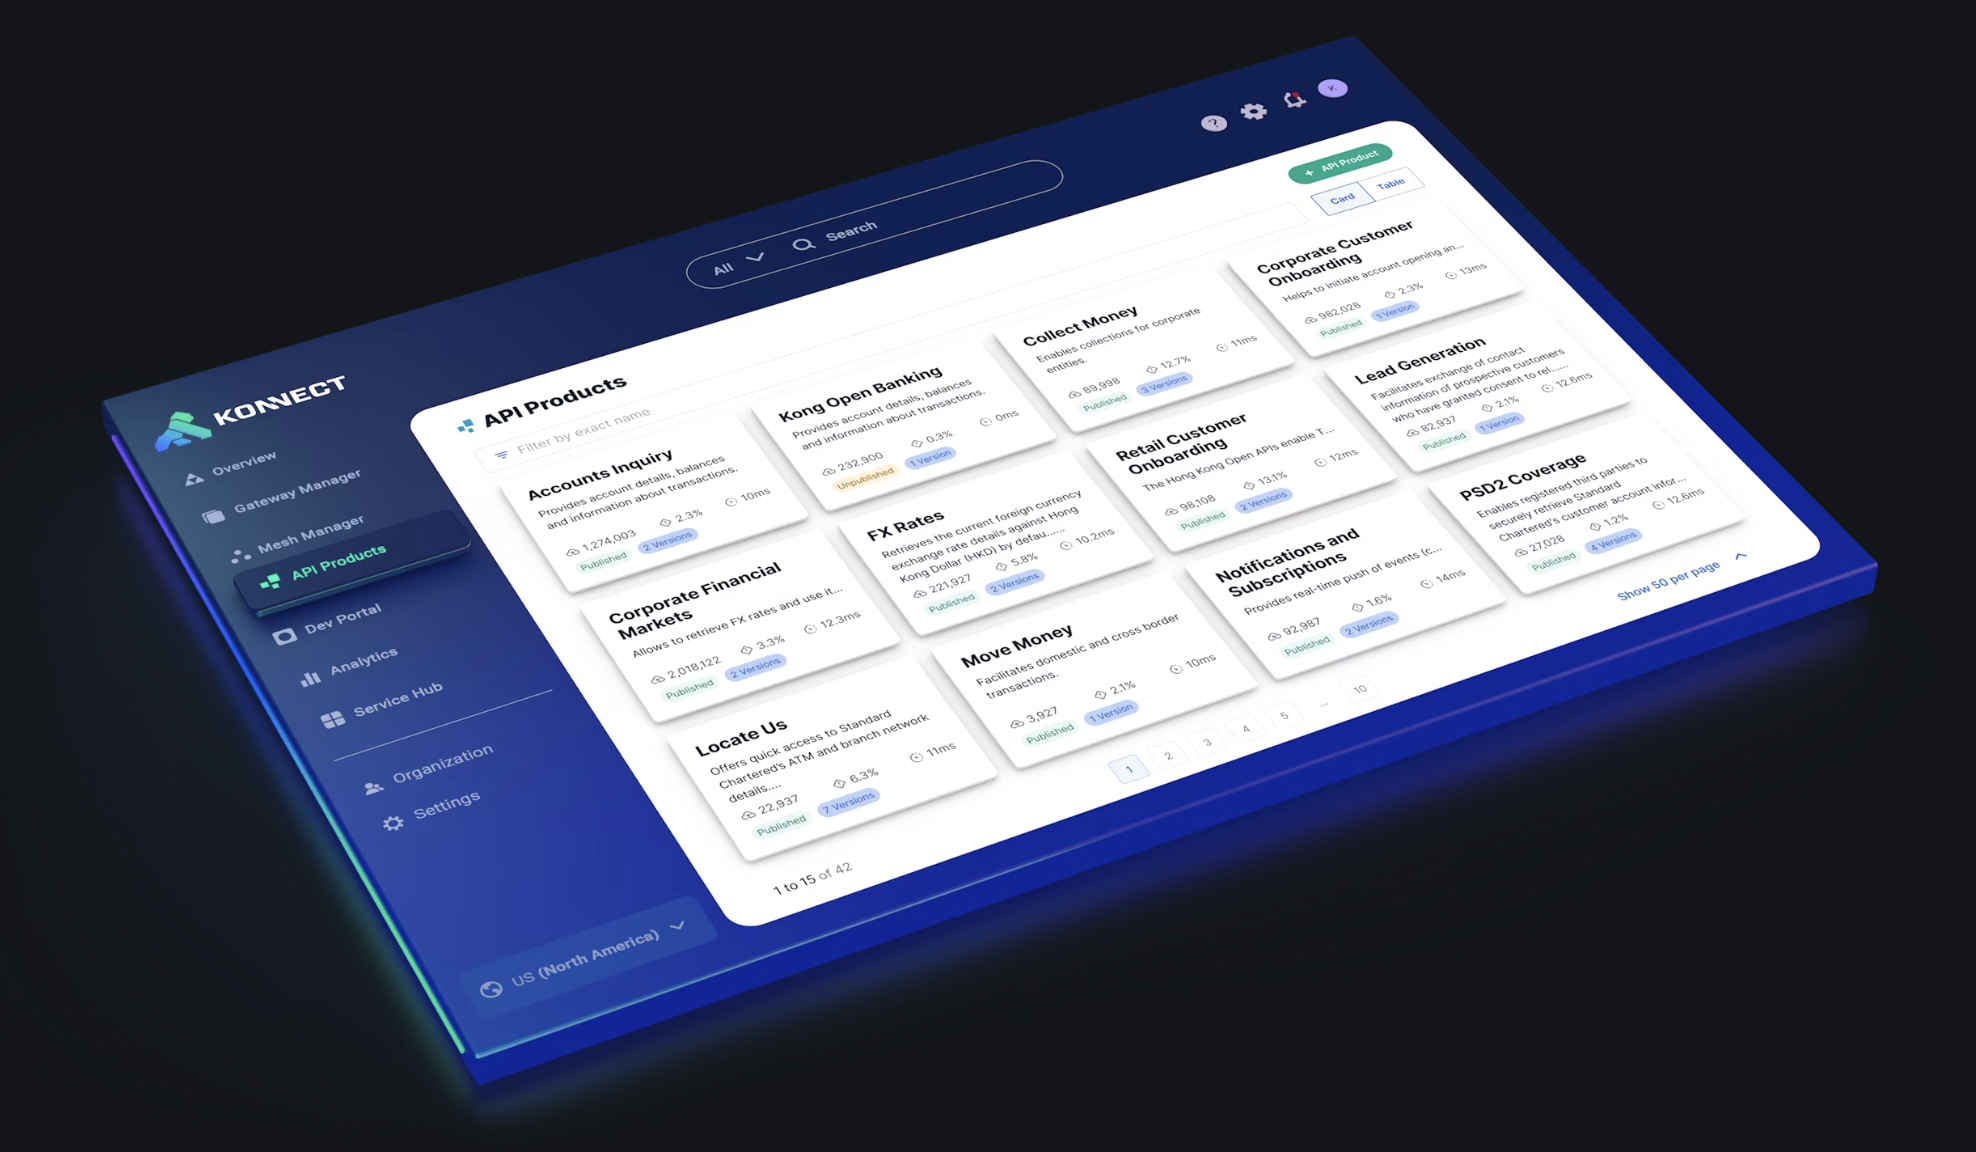 K
KONNECT
All
Search
Overview
Gateway Manager
Mesh Manager
API Products
Dev Portal
Analytics
Service Hub
Organization
Settings
US (North America)
API Products
+ API Product
Filter by exact name
Card
Table
Accounts Inquiry
Provides account details, balances
and information about transactions.
1,274,003
2.3%
10ms
Published
2 Versions
Kong Open Banking
Provides account details, balances
and information about transactions.
232,900
0.3%
0ms
Unpublished
1 Version
Collect Money
Enables collections for corporate
entities.
89,998
12.7%
11ms
Published
3 Versions
Corporate Customer
Onboarding
Helps to initiate account opening an...
982,028
2.3%
13ms
Published
1 Version
Corporate Financial
Markets
Allows to retrieve FX rates and use it...
2,018,122
3.3%
12.3ms
Published
2 Versions
FX Rates
Retrieves the current foreign currency
exchange rate details against Hong
Kong Dollar (HKD) by defau......
221,927
5.8%
10.2ms
Published
2 Versions
Retail Customer
Onboarding
The Hong Kong Open APIs enable T...
98,108
13.1%
12ms
Published
2 Versions
Lead Generation
Facilitates exchange of contact
information of prospective customers
who have granted consent to rel......
82,937
2.1%
12.6ms
Published
1 Version
Locate Us
Offers quick access to Standard
Chartered's ATM and branch network
details....
22,937
6.3%
11ms
Published
7 Versions
Move Money
Facilitates domestic and cross border
transactions.
3,927
2.1%
10ms
Published
1 Version
Notifications and
Subscriptions
Provides real-time push of events (c...
92,987
1.6%
14ms
Published
2 Versions
PSD2 Coverage
Enables registered third parties to
securely retrieve Standard
Chartered's customer account infor...
27,028
1.2%
12.6ms
Published
4 Versions
1 to 15 of 42
1 2 3 4 5 ... 10
Show 50 per page